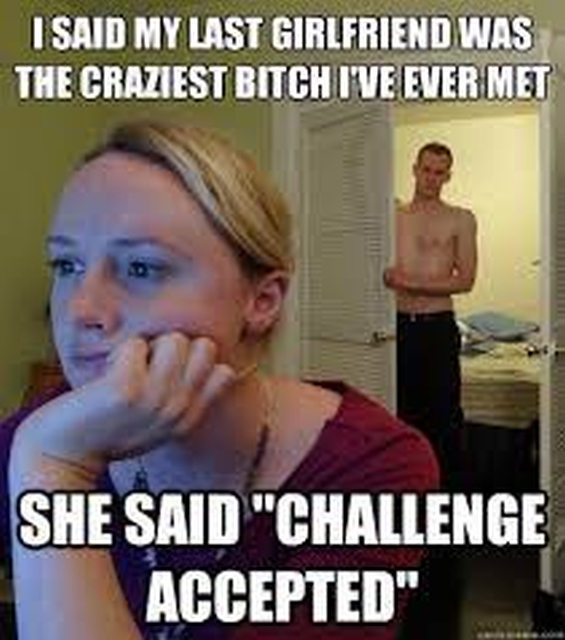 I SAID MY LAST GIRLFRIEND WAS
THE CRAZIEST BITCH I'VE EVER MET
SHE SAID "CHALLENGE
ACCEPTED"